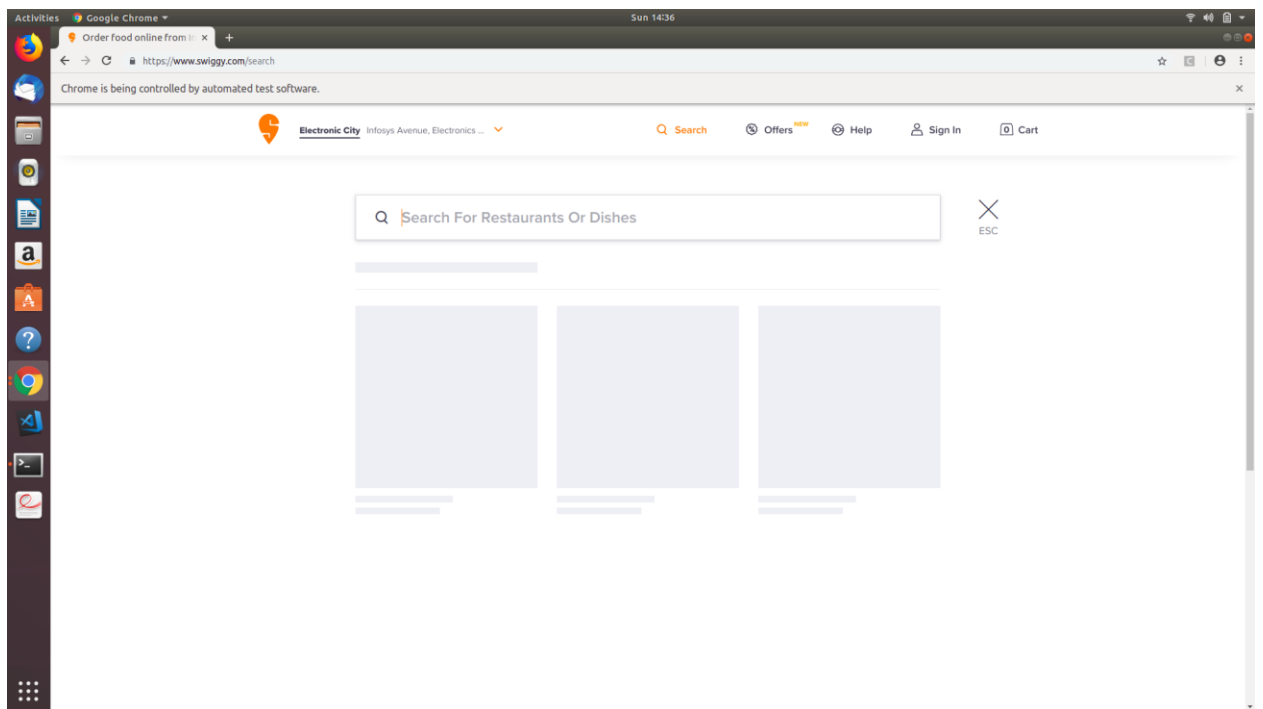 Activities Google Chrome Sun 14:36
Order food online from
https://www.swiggy.com/search
Chrome is being controlled by automated test software.
Electronic City Infosys Avenue, Electronics ... Search Offers NEW Help Sign In 0 Cart
Search For Restaurants Or Dishes
ESC